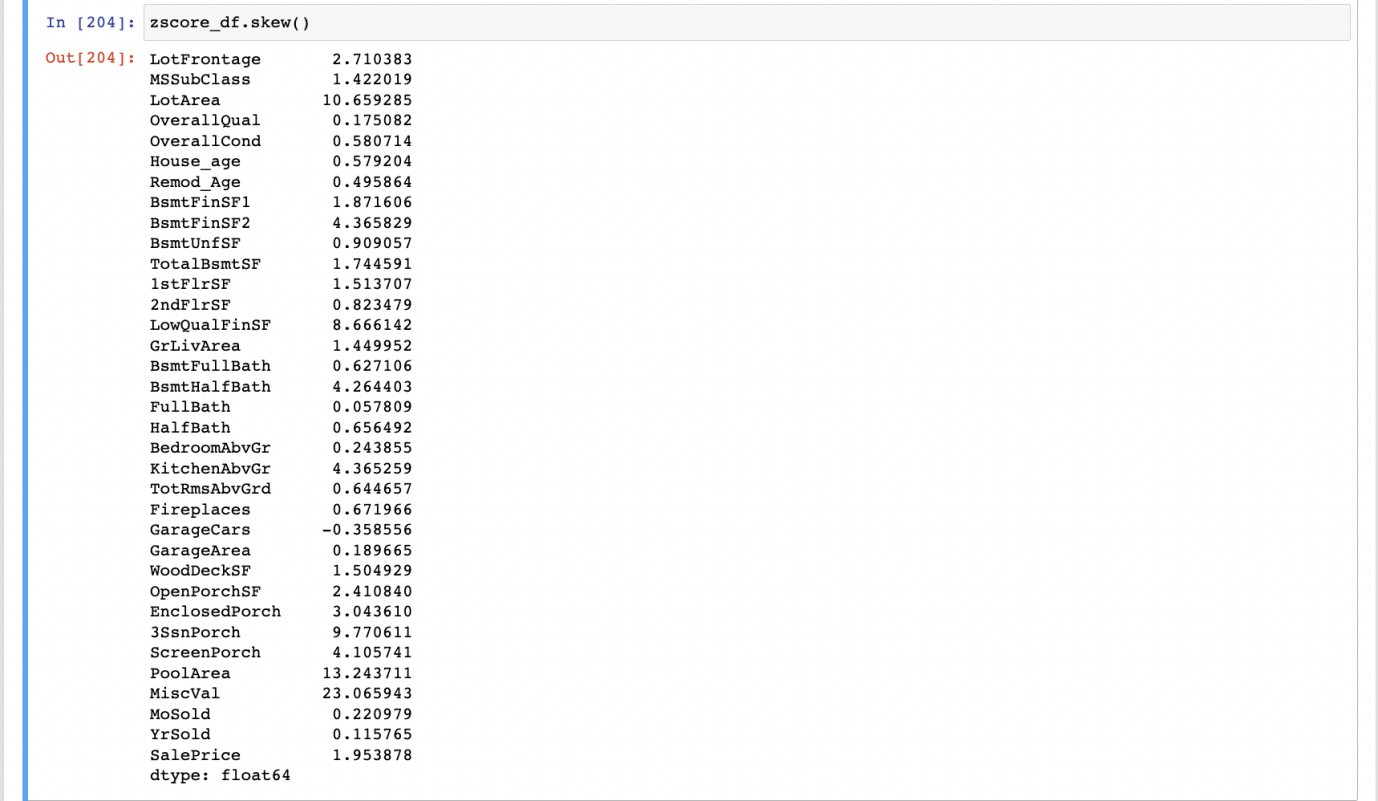 In [204]: zscore_df.skew()
Out[204]: LotFrontage 2.710383
MSSubClass 1.422019
LotArea 10.659285
OverallQual 0.175082
OverallCond 0.580714
House_age 0.579204
Remod_Age 0.495864
BsmtFinSF1 1.871606
BsmtFinSF2 4.365829
BsmtUnfSF 0.909057
TotalBsmtSF 1.744591
1stFlrSF 1.513707
2ndFlrSF 0.823479
LowQualFinSF 8.666142
GrLivArea 1.449952
BsmtFullBath 0.627106
BsmtHalfBath 4.264403
FullBath 0.057809
HalfBath 0.656492
BedroomAbvGr 0.243855
KitchenAbvGr 4.365259
TotRmsAbvGrd 0.644657
Fireplaces 0.671966
GarageCars -0.358556
GarageArea 0.189665
WoodDeckSF 1.504929
OpenPorchSF 2.410840
EnclosedPorch 3.043610
3SsnPorch 9.770611
ScreenPorch 4.105741
PoolArea 13.243711
MiscVal 23.065943
MoSold 0.220979
YrSold 0.115765
SalePrice 1.953878
dtype: float64